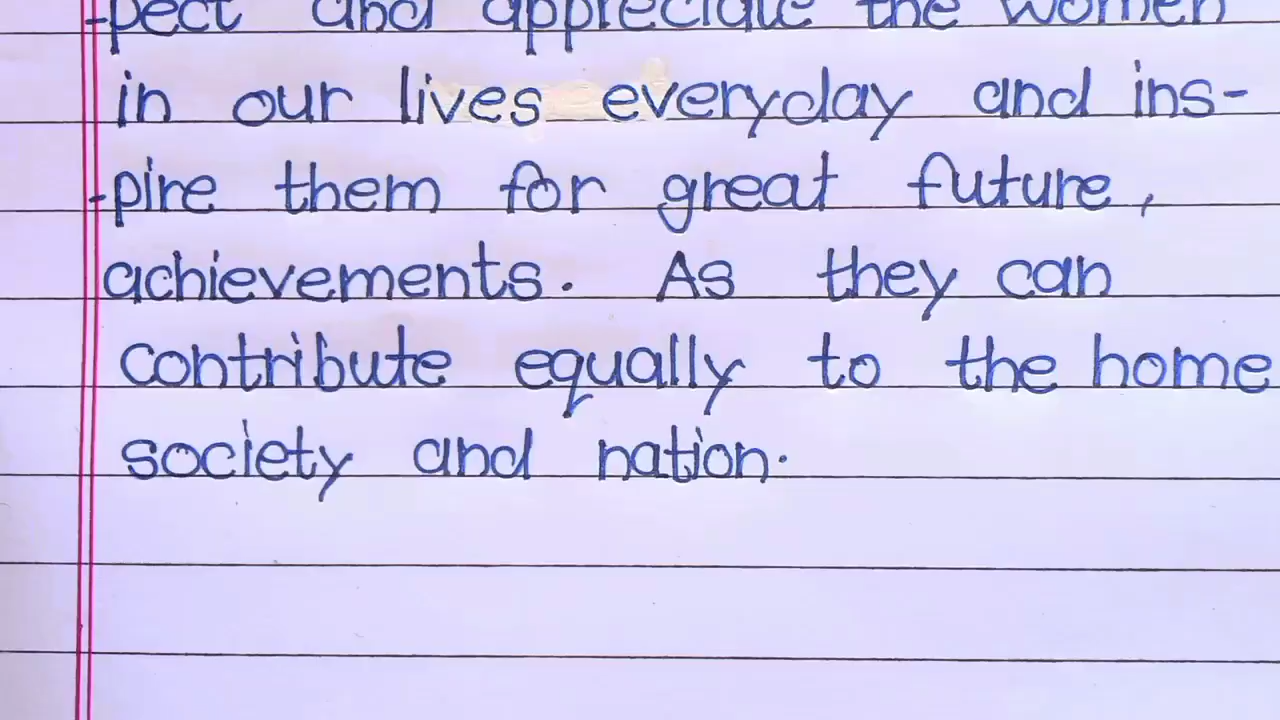 -pect and appreciate the women
in our lives everyday and ins-
-pire them for great future,
achievements. As they can
contribute equally to the home
society and nation.